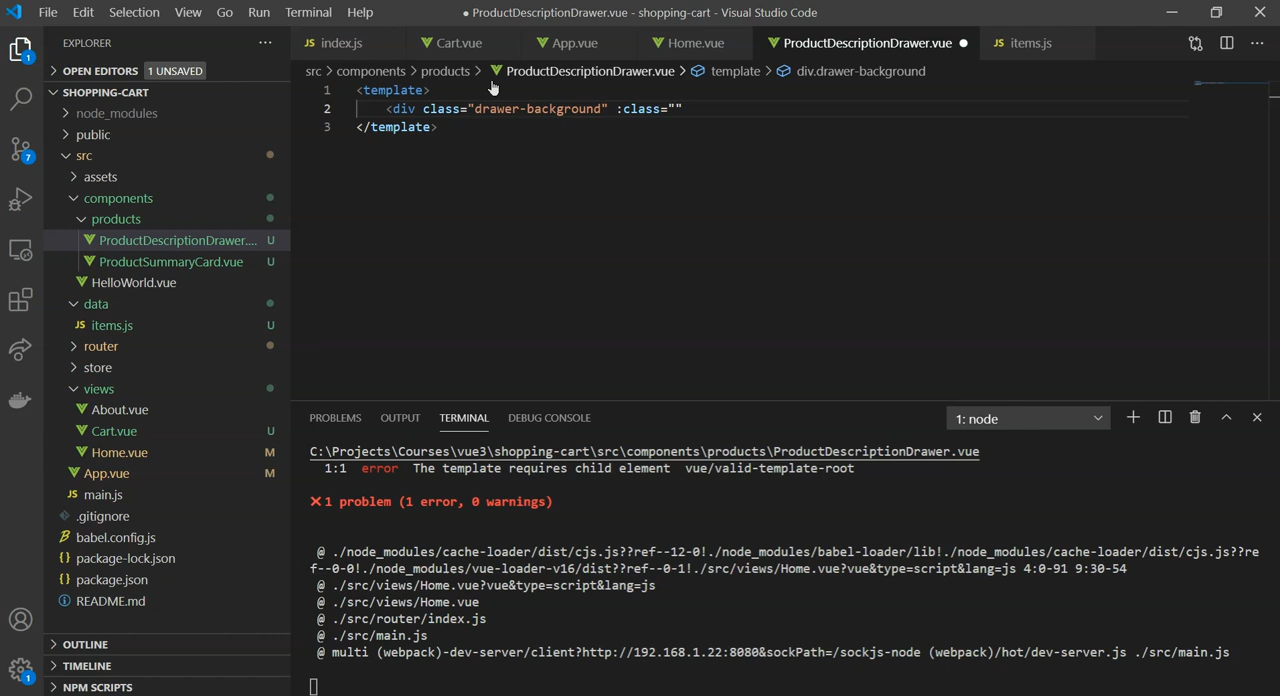 File Edit Selection View Go Run Terminal Help
● ProductDescriptionDrawer.vue - shopping-cart - Visual Studio Code
EXPLORER
OPEN EDITORS 1 UNSAVED
SHOPPING-CART
node_modules
public
src
assets
components
products
ProductDescriptionDrawer.... U
ProductSummaryCard.vue U
HelloWorld.vue
data
JS items.js U
router
store
views
About.vue
Cart.vue U
Home.vue M
App.vue M
JS main.js
.gitignore
babel.config.js
{} package-lock.json
{} package.json
README.md
OUTLINE
TIMELINE
NPM SCRIPTS
1
7
1
JS index.js Cart.vue App.vue Home.vue ProductDescriptionDrawer.vue ● JS items.js
src > components > products > ProductDescriptionDrawer.vue > template > div.drawer-background
1 <template>
2 <div class="drawer-background" :class=""
3 </template>
PROBLEMS OUTPUT TERMINAL DEBUG CONSOLE 1: node
C:\Projects\Courses\vue3\shopping-cart\src\components\products\ProductDescriptionDrawer.vue
1:1 error The template requires child element vue/valid-template-root
✕ 1 problem (1 error, 0 warnings)
@ ./node_modules/cache-loader/dist/cjs.js??ref--12-0!./node_modules/babel-loader/lib!./node_modules/cache-loader/dist/cjs.js??re
f--0-0!./node_modules/vue-loader-v16/dist??ref--0-1!./src/views/Home.vue?vue&type=script&lang=js 4:0-91 9:30-54
@ ./src/views/Home.vue?vue&type=script&lang=js
@ ./src/views/Home.vue
@ ./src/router/index.js
@ ./src/main.js
@ multi (webpack)-dev-server/client?http://192.168.1.22:8080&sockPath=/sockjs-node (webpack)/hot/dev-server.js ./src/main.js